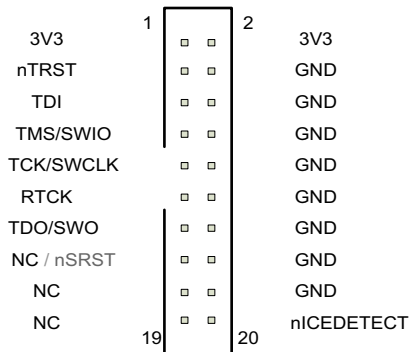 1 2
3V3 3V3
nTRST GND
TDI GND
TMS/SWIO GND
TCK/SWCLK GND
RTCK GND
TDO/SWO GND
NC / nSRST GND
NC GND
NC nICEDETECT
19 20